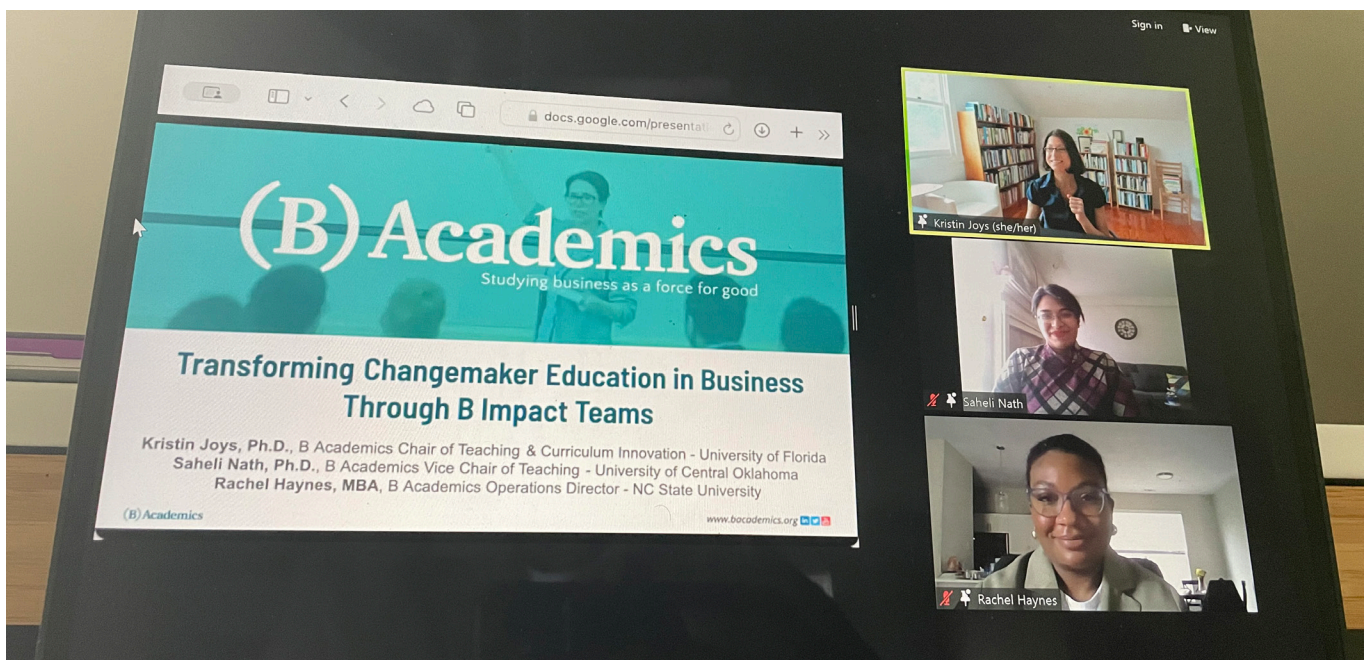 Sign in
View
docs.google.com/presentati
(B) Academics
Studying business as a force for good
Transforming Changemaker Education in Business
Through B Impact Teams
Kristin Joys, Ph.D., B Academics Chair of Teaching & Curriculum Innovation - University of Florida
Saheli Nath, Ph.D., B Academics Vice Chair of Teaching - University of Central Oklahoma
Rachel Haynes, MBA, B Academics Operations Director - NC State University
(B) Academics
www.bacademics.org
Kristin Joys (she/her)
Saheli Nath
Rachel Haynes